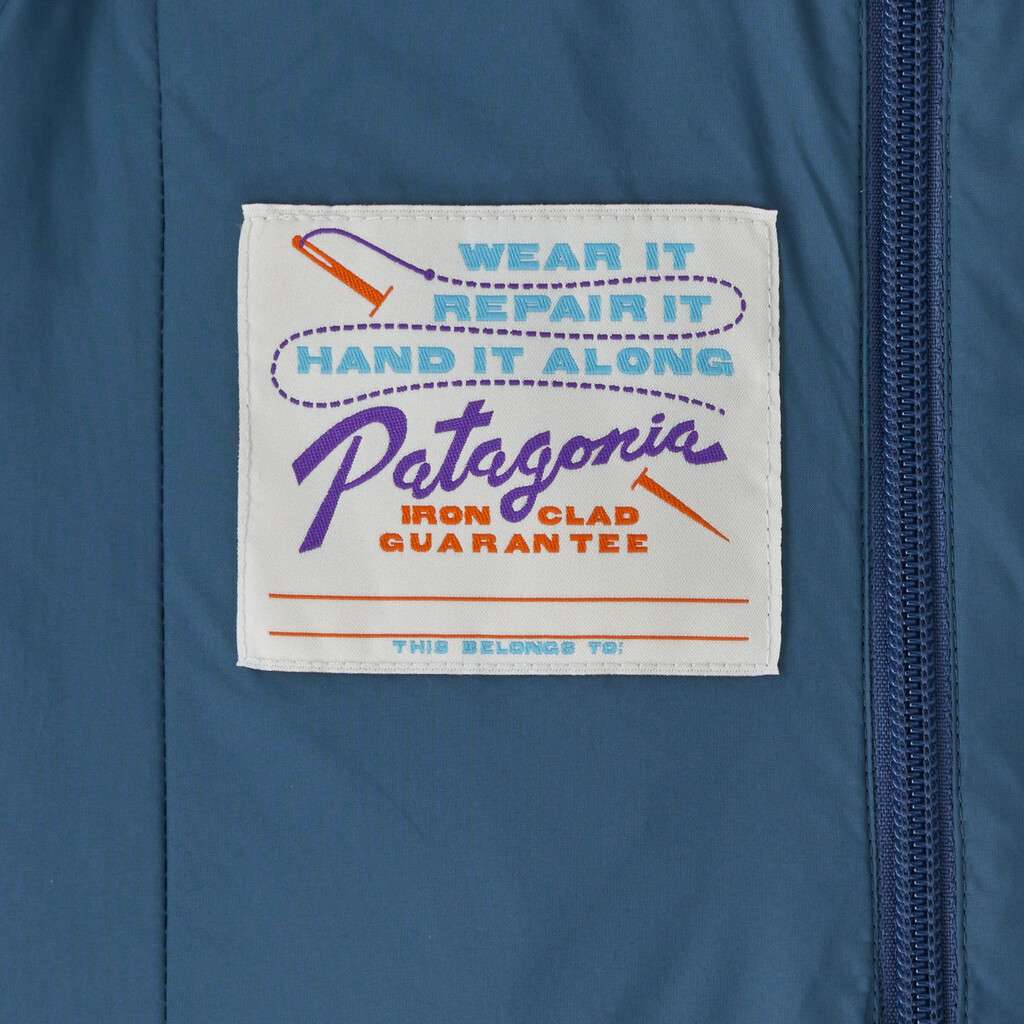 WEAR IT
REPAIR IT
HAND IT ALONG
Patagonia
IRON CLAD
GUARANTEE
THIS BELONGS TO: